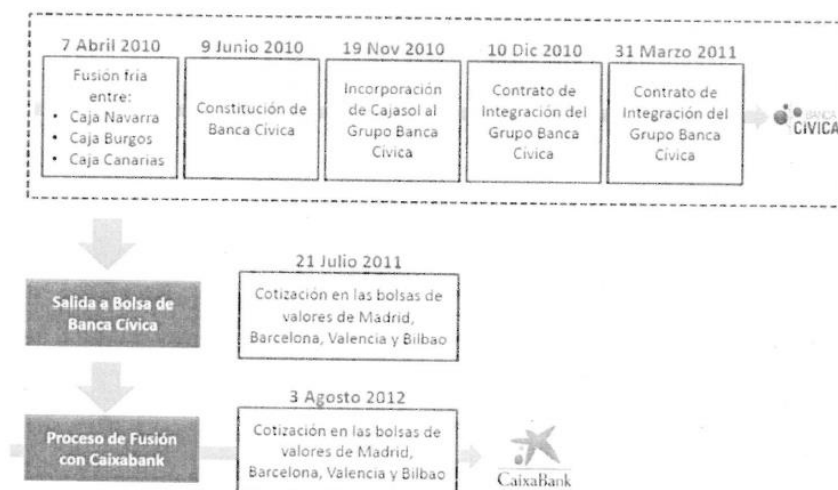 7 Abril 2010
Fusión fria
entre:
• Caja Navarra
• Caja Burgos
• Caja Canarias
9 Junio 2010
Constitución de
Banca Cívica
19 Nov 2010
Incorporación
de Cajasol al
Grupo Banca
Cívica
10 Dic 2010
Contrato de
Integración del
Grupo Banca
Cívica
31 Marzo 2011
Contrato de
Integración del
Grupo Banca
Cívica
BANCA
CíVICA
Salida a Bolsa de
Banca Cívica
21 Julio 2011
Cotización en las bolsas de
valores de Madrid,
Barcelona, Valencia y Bilbao
Proceso de Fusión
con Caixabank
3 Agosto 2012
Cotización en las bolsas de
valores de Madrid,
Barcelona, Valencia y Bilbao
CaixaBank